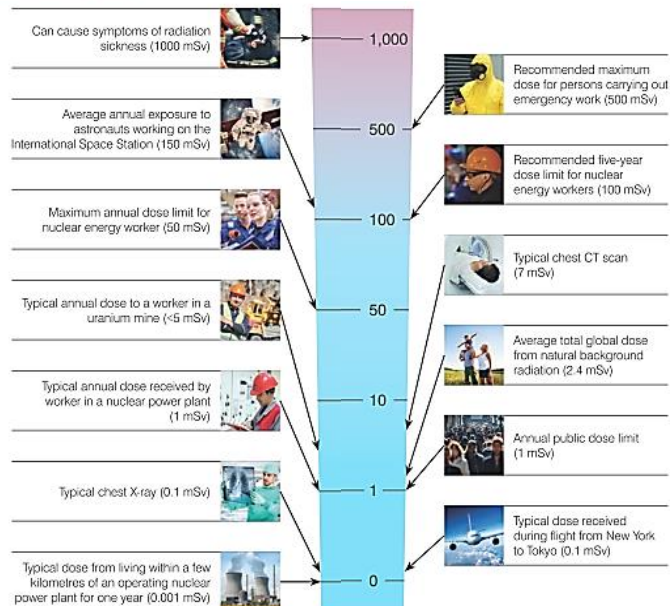 Can cause symptoms of radiation
sickness (1000 mSv)
Average annual exposure to
astronauts working on the
International Space Station (150 mSv)
Maximum annual dose limit for
nuclear energy worker (50 mSv)
Typical annual dose to a worker in a
uranium mine (<5 mSv)
Typical annual dose received by
worker in a nuclear power plant
(1 mSv)
Typical chest X-ray (0.1 mSv)
Typical dose from living within a few
kilometres of an operating nuclear
power plant for one year (0.001 mSv)
1,000
500
100
50
10
1
0
Recommended maximum
dose for persons carrying out
emergency work (500 mSv)
Recommended five-year
dose limit for nuclear
energy workers (100 mSv)
Typical chest CT scan
(7 mSv)
Average total global dose
from natural background
radiation (2.4 mSv)
Annual public dose limit
(1 mSv)
Typical dose received
during flight from New York
to Tokyo (0.1 mSv)